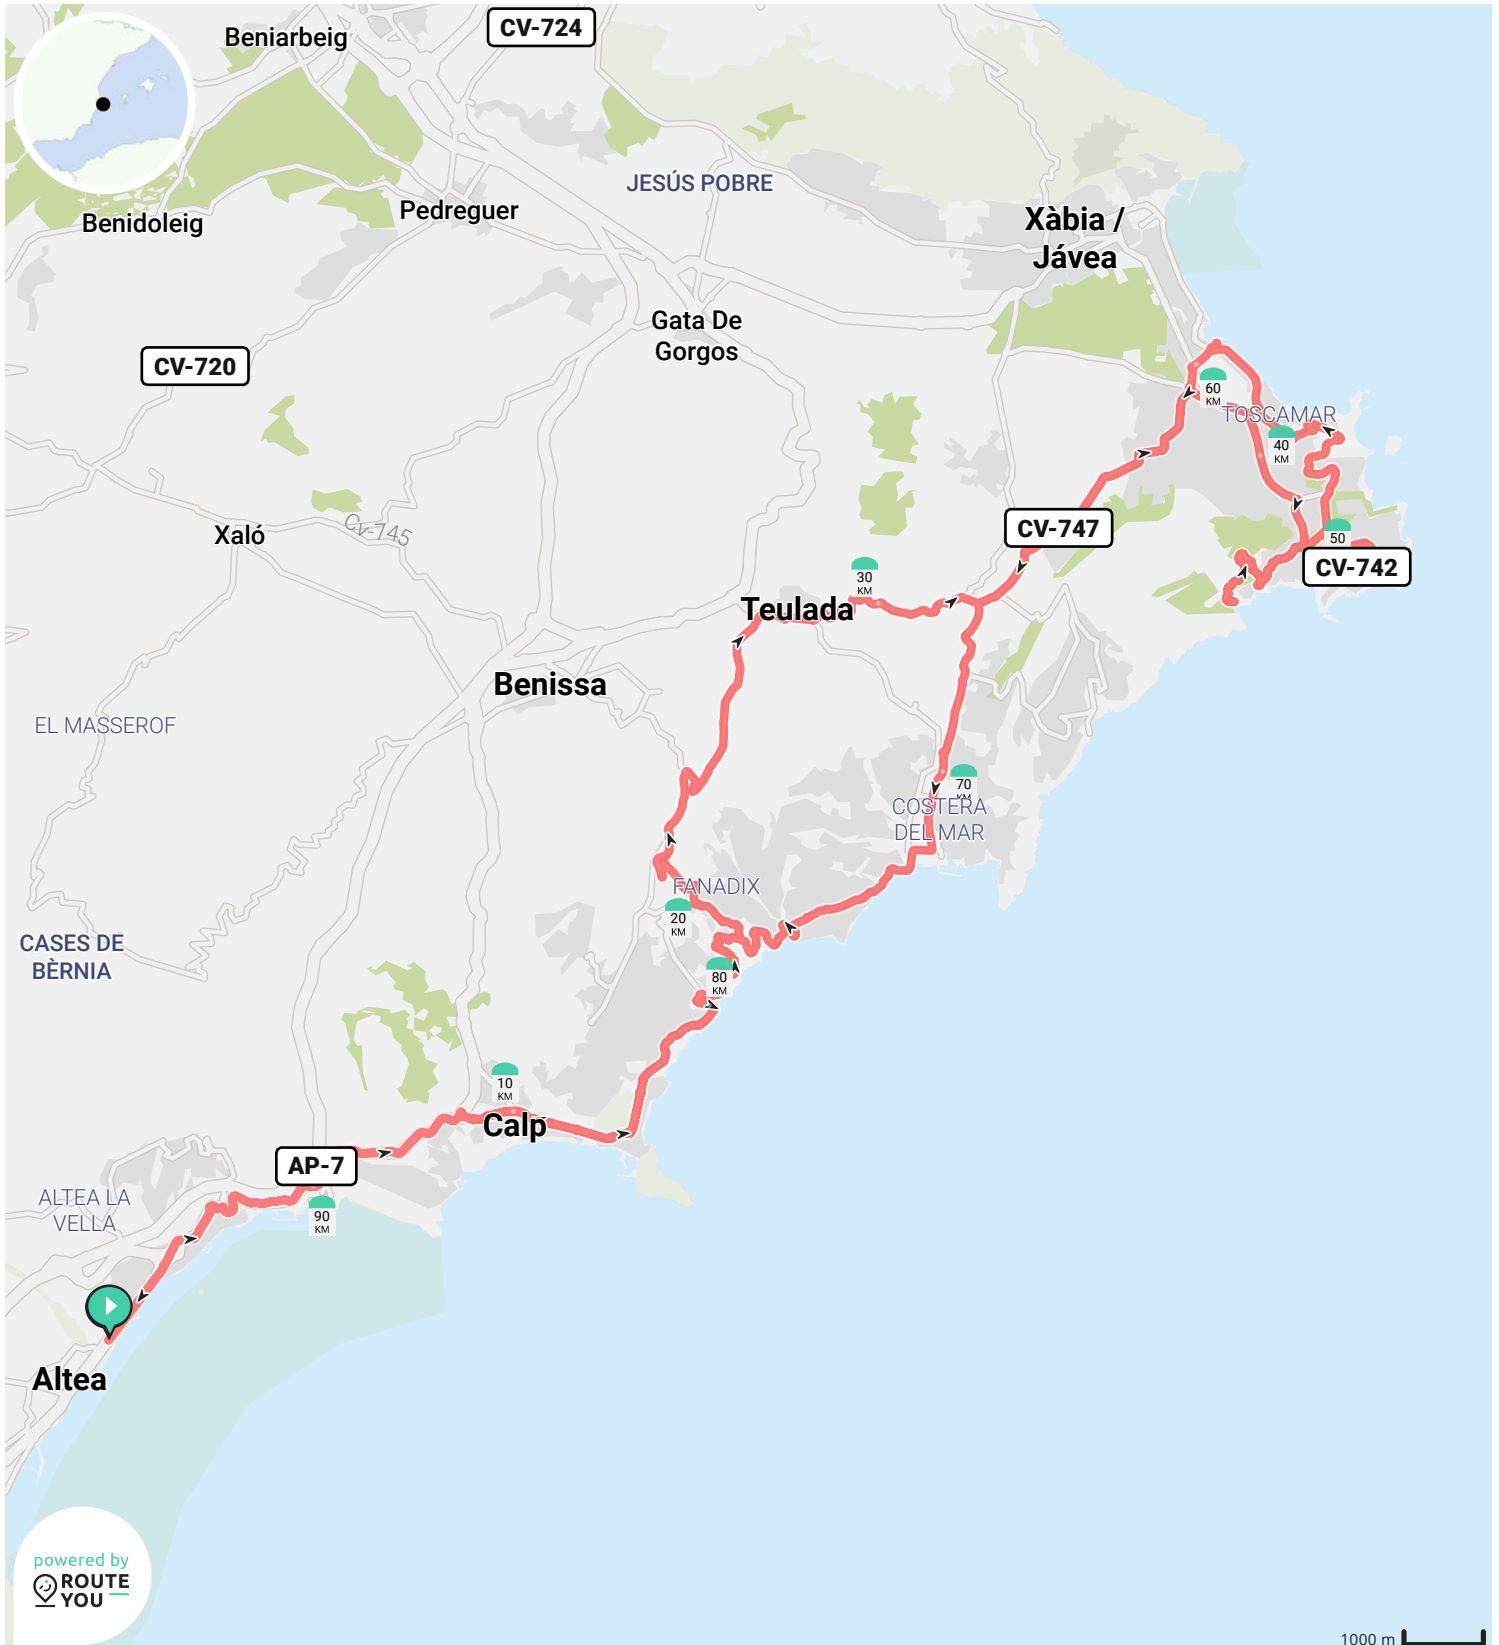 CV-724
Beniarbeig
JESÚS POBRE
Pedreguer
Benidoleig
Xàbia /
Jávea
Gata De
Gorgos
CV-720
60
KM
TOSCAMAR
40
KM
Cv-745
Xaló
CV-747
50
CV-742
30
KM
Teulada
Benissa
EL MASSEROF
70
KM
COSTERA
DEL MAR
FANADIX
20
KM
CASES DE
BÈRNIA
80
KM
10
KM
Calp
AP-7
ALTEA LA
VELLA
90
KM
Altea
powered by
ROUTE
YOU
1000 m